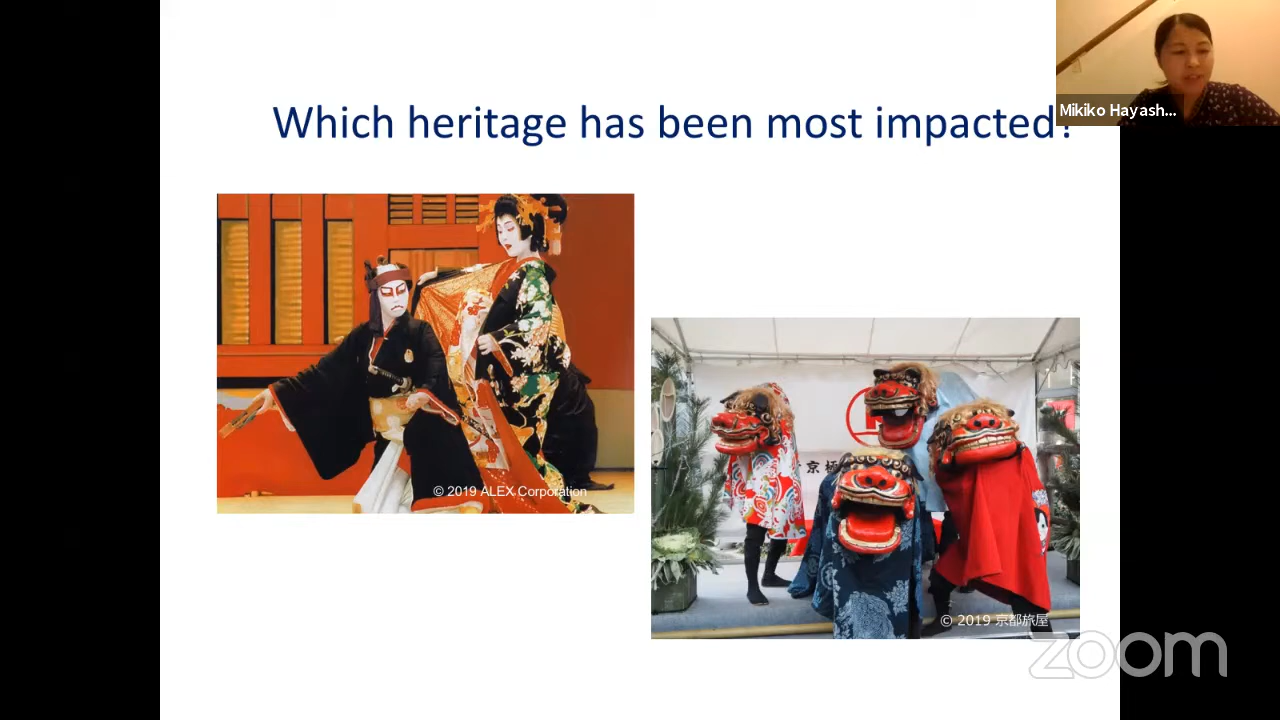 Which heritage has been most impacted?
Mikiko Hayash...
© 2019 ALEX Corporation
© 2019 京都旅屋
zoom